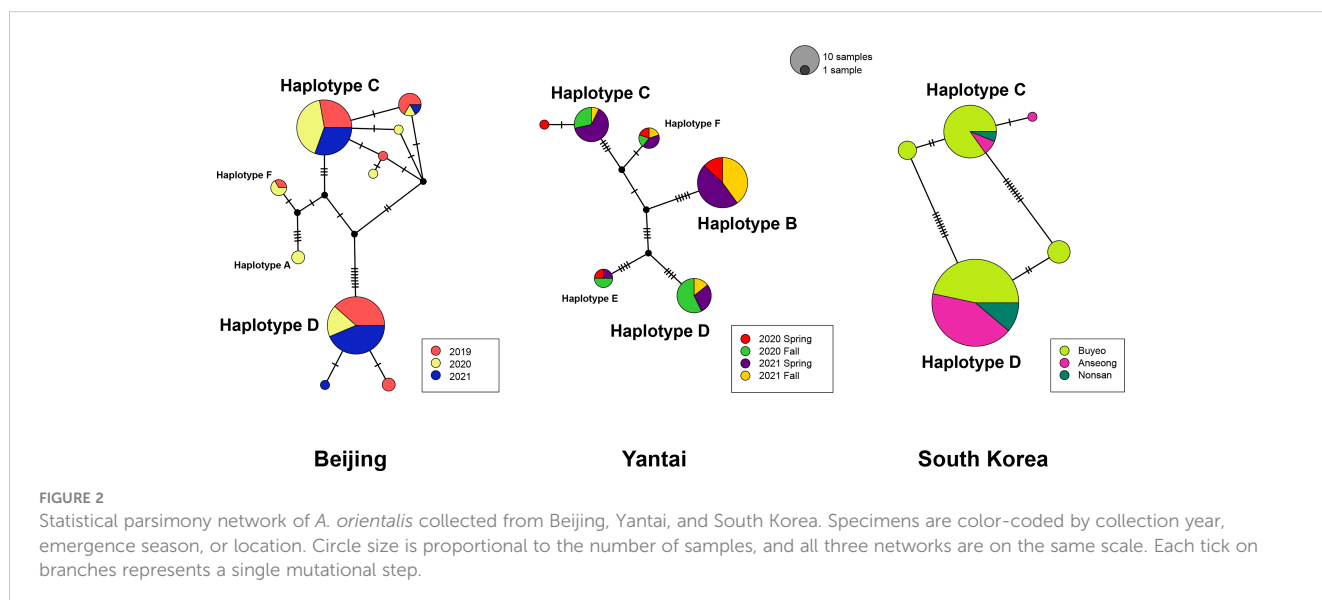 10 samples
1 sample
Haplotype C
Haplotype F
Haplotype A
Haplotype D
2019
2020
2021
Beijing
Haplotype C
Haplotype F
Haplotype B
Haplotype E
Haplotype D
2020 Spring
2020 Fall
2021 Spring
2021 Fall
Yantai
Haplotype C
Haplotype D
Buyeo
Anseong
Nonsan
South Korea
FIGURE 2
Statistical parsimony network of A. orientalis collected from Beijing, Yantai, and South Korea. Specimens are color-coded by collection year,
emergence season, or location. Circle size is proportional to the number of samples, and all three networks are on the same scale. Each tick on
branches represents a single mutational step.